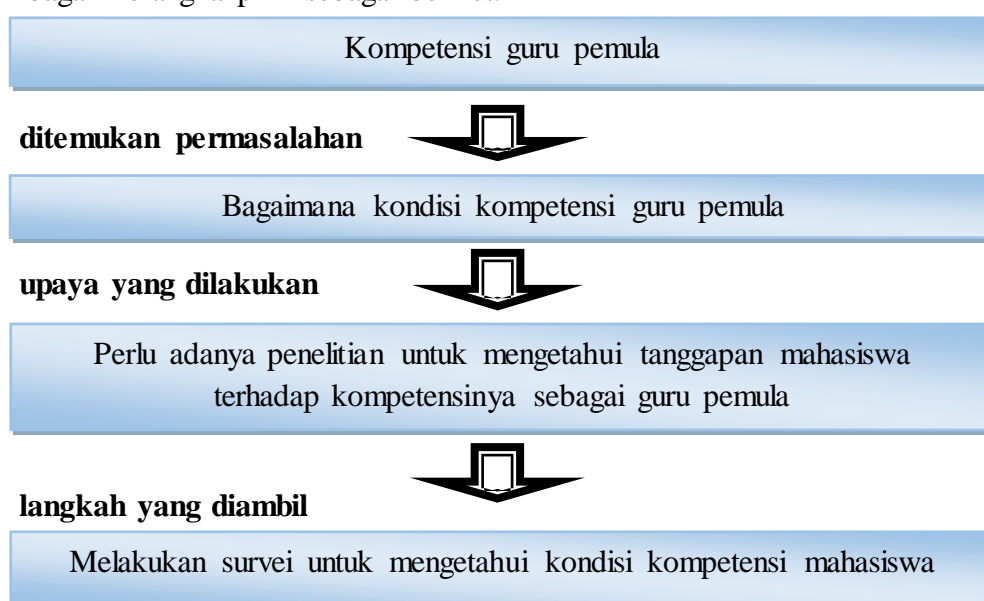 Kompetensi guru pemula
ditemukan permasalahan
Bagaimana kondisi kompetensi guru pemula
upaya yang dilakukan
Perlu adanya penelitian untuk mengetahui tanggapan mahasiswa
terhadap kompetensinya sebagai guru pemula
langkah yang diambil
Melakukan survei untuk mengetahui kondisi kompetensi mahasiswa